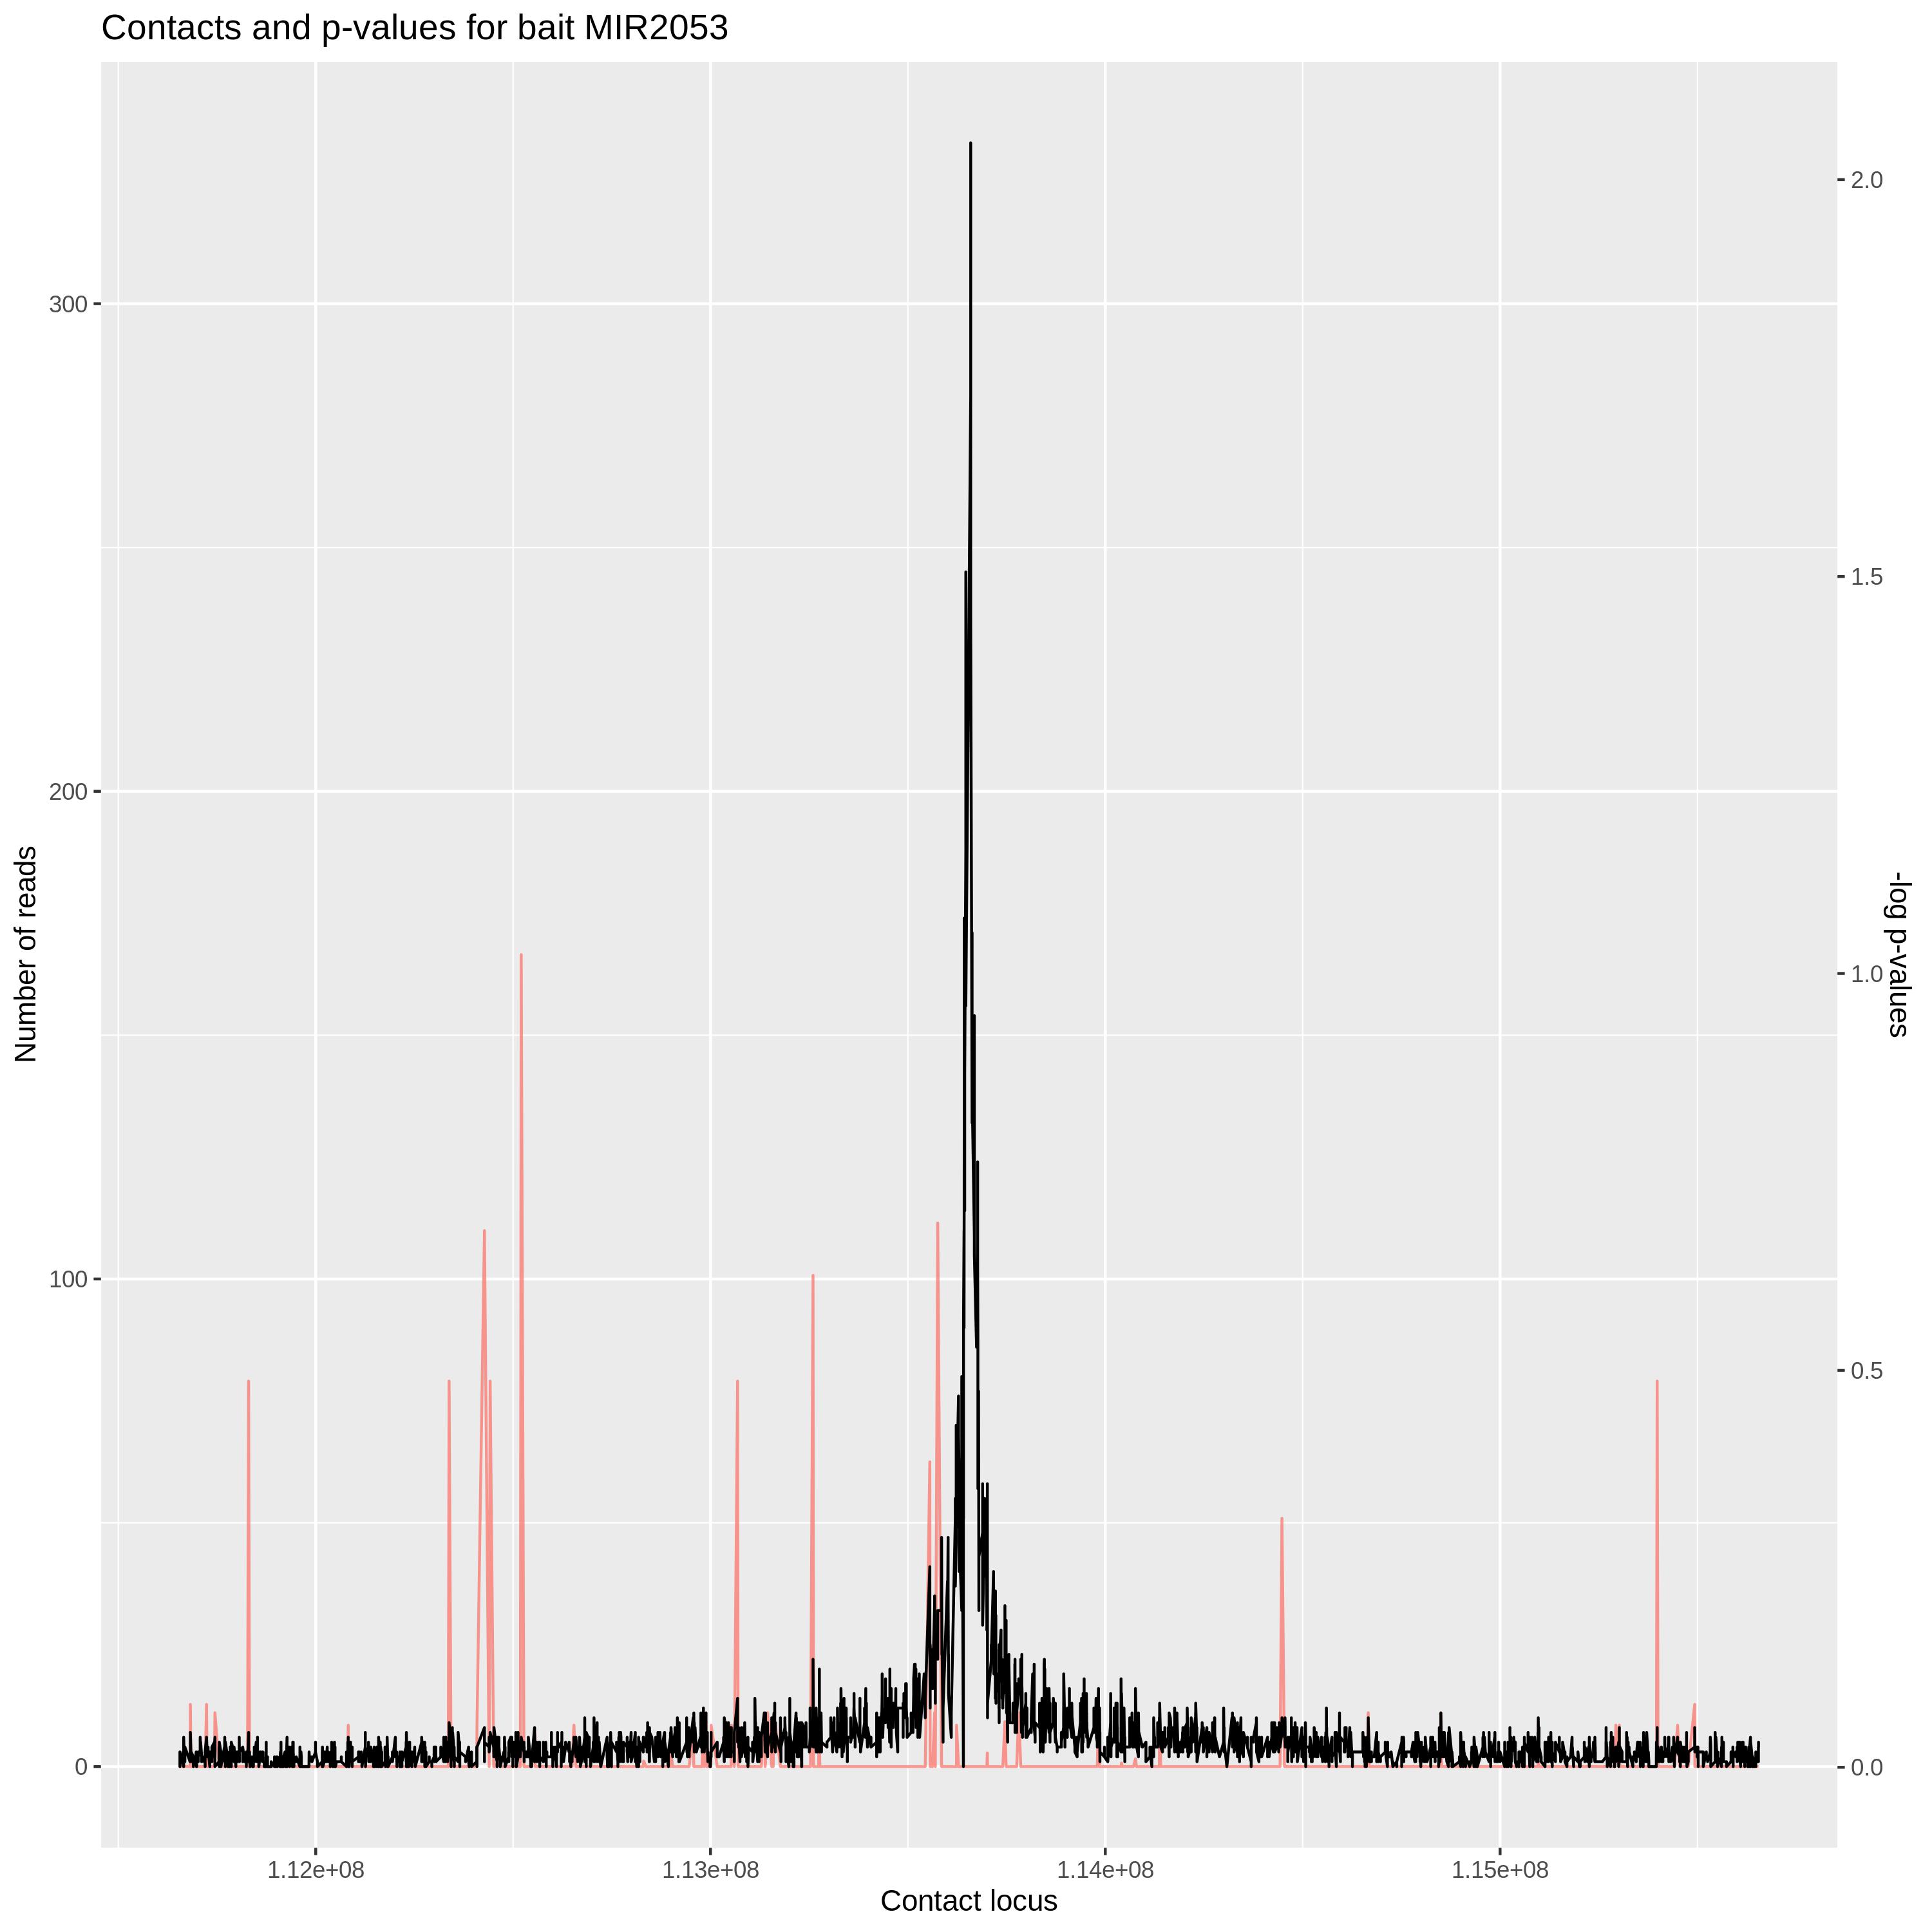 Contacts and p-values for bait MIR2053
300
200
100
0
2.0
1.5
1.0
0.5
0.0
Number of reads
-log p-values
1.12e+08 1.13e+08 1.14e+08 1.15e+08
Contact locus